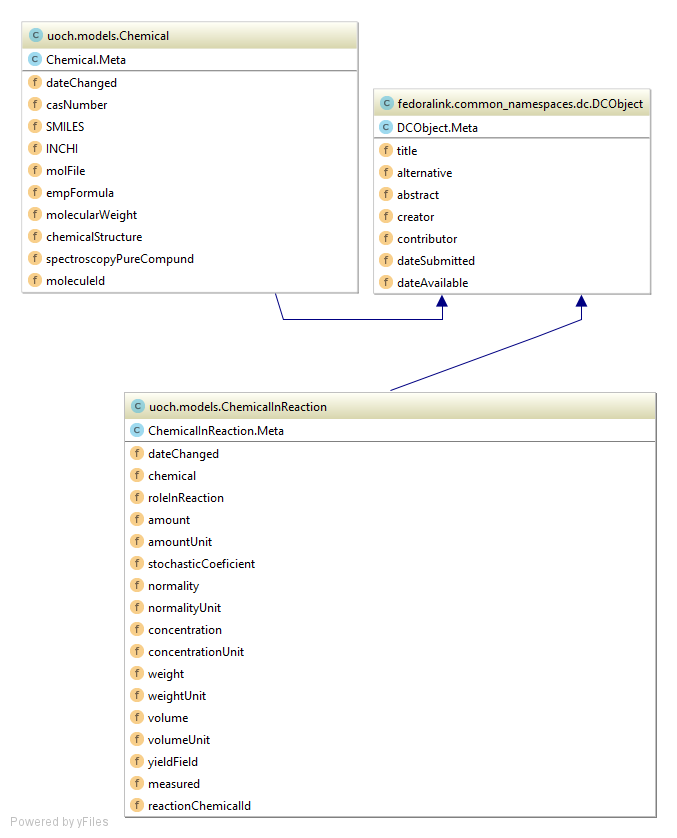 uoch.models.Chemical
Chemical.Meta
dateChanged
casNumber
SMILES
INCHI
molFile
empFormula
molecularWeight
chemicalStructure
spectroscopyPureCompund
moleculeId
fedoralink.common_namespaces.dc.DCObject
DCObject.Meta
title
alternative
abstract
creator
contributor
dateSubmitted
dateAvailable
uoch.models.ChemicalInReaction
ChemicalInReaction.Meta
dateChanged
chemical
roleInReaction
amount
amountUnit
stochasticCoeficient
normality
normalityUnit
concentration
concentrationUnit
weight
weightUnit
volume
volumeUnit
yieldField
measured
reactionChemicalId
Powered by yFiles